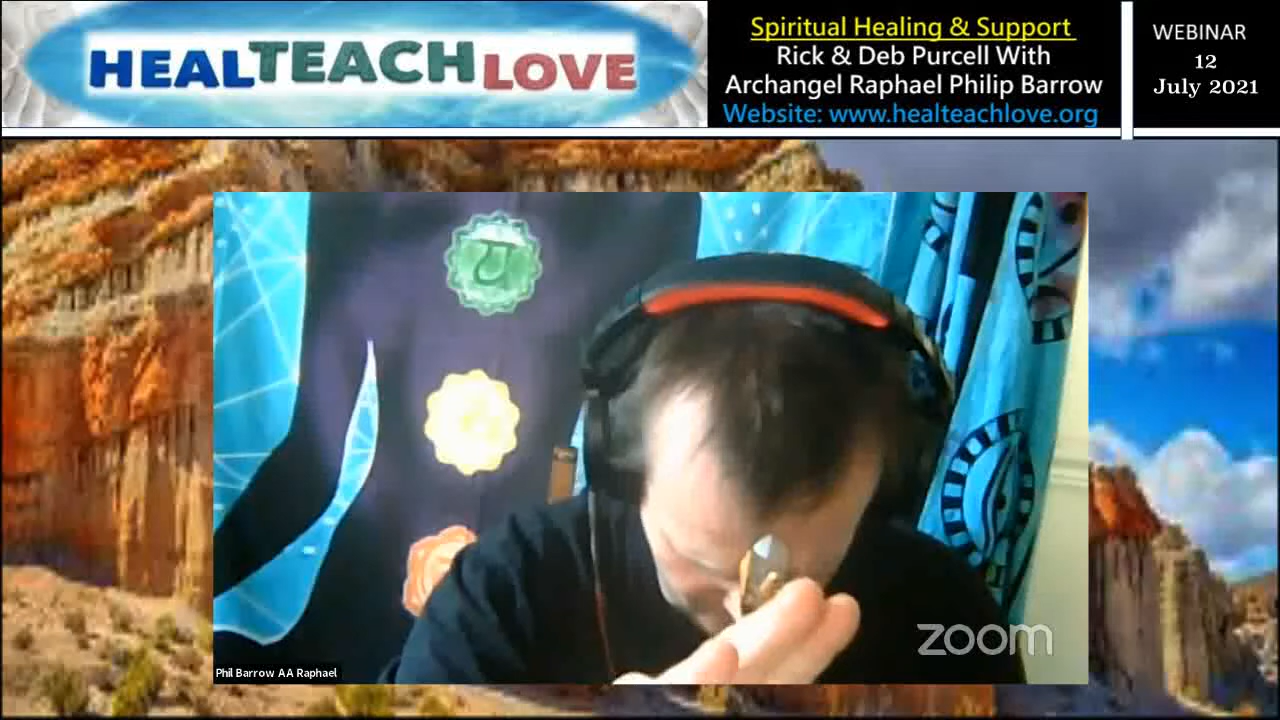 HEALTEACHLOVE
Spiritual Healing & Support
Rick & Deb Purcell With
Archangel Raphael Philip Barrow
Website: www.healteachlove.org
WEBINAR
12
July 2021
य
Phil Barrow AA Raphael
zoom